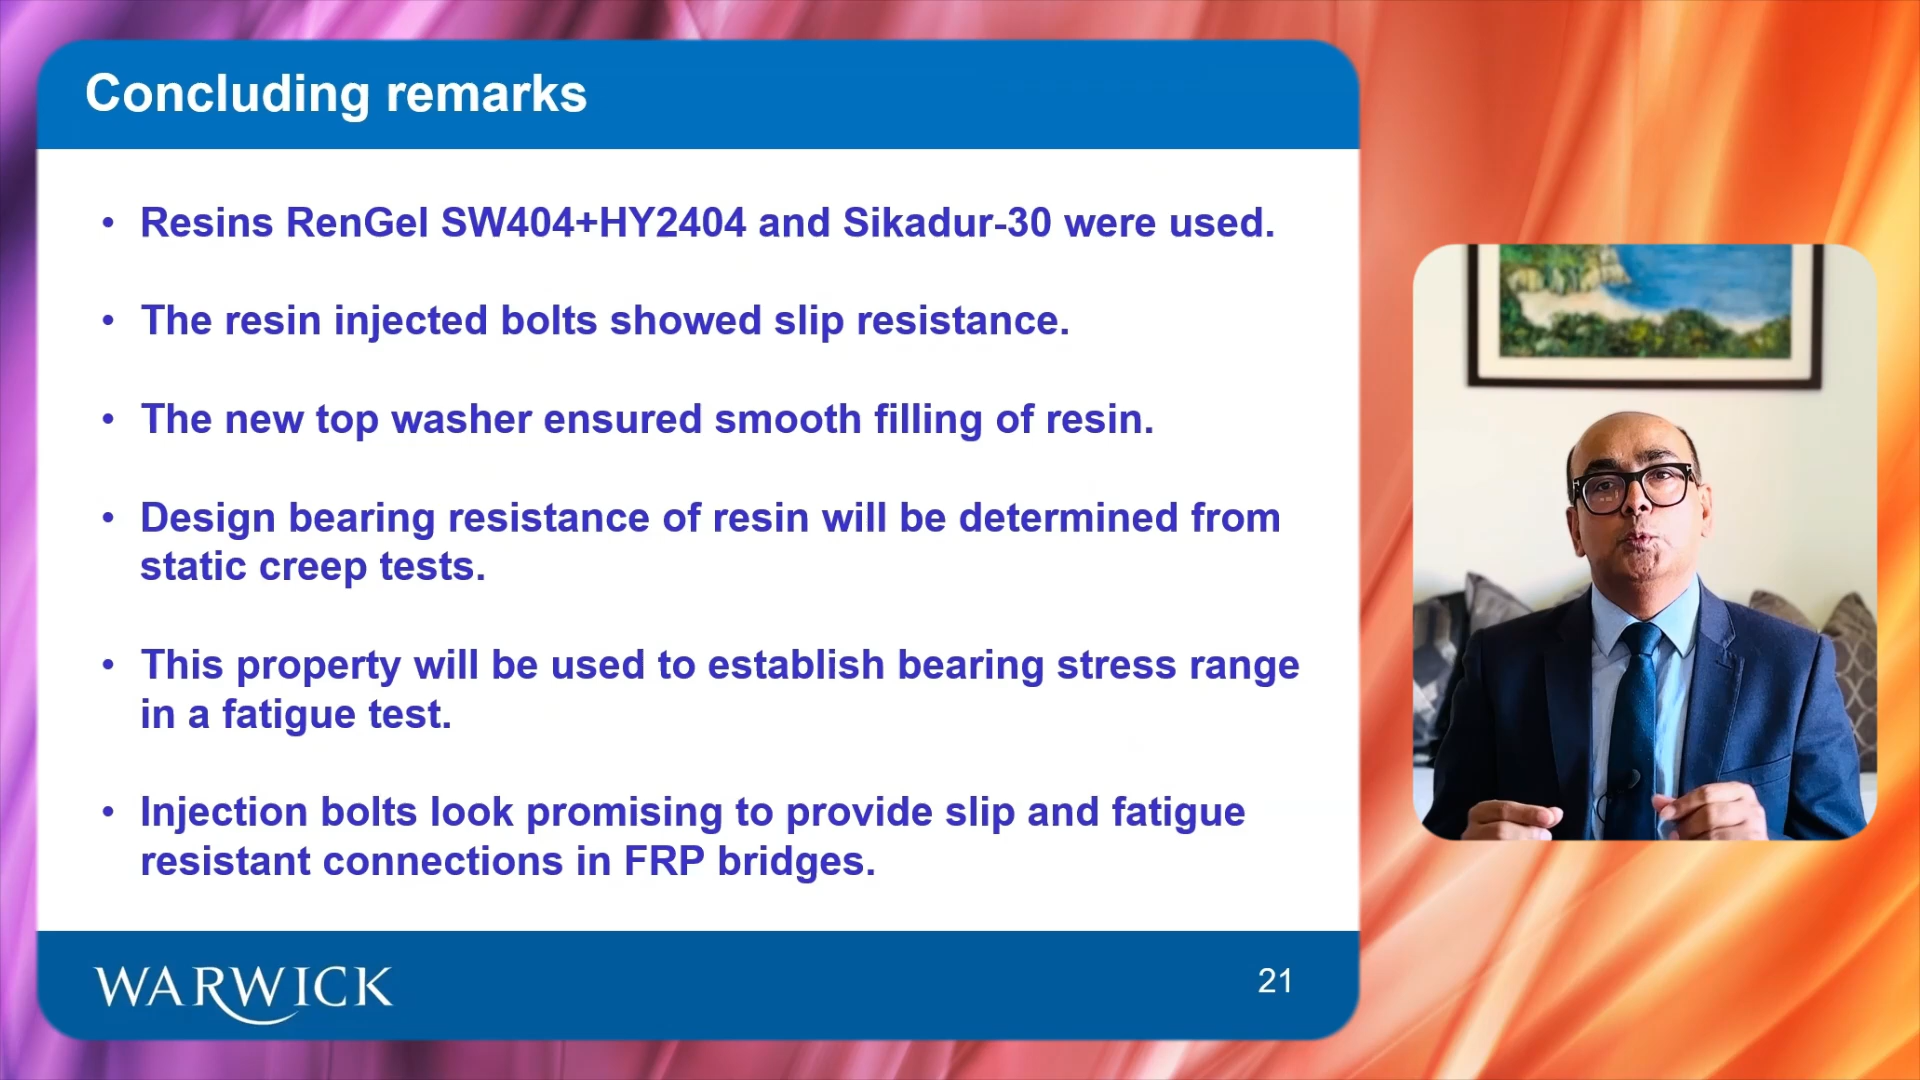 Concluding remarks
• Resins RenGel SW404+HY2404 and Sikadur-30 were used.
• The resin injected bolts showed slip resistance.
• The new top washer ensured smooth filling of resin.
• Design bearing resistance of resin will be determined from
static creep tests.
• This property will be used to establish bearing stress range
in a fatigue test.
• Injection bolts look promising to provide slip and fatigue
resistant connections in FRP bridges.
WARWICK
21